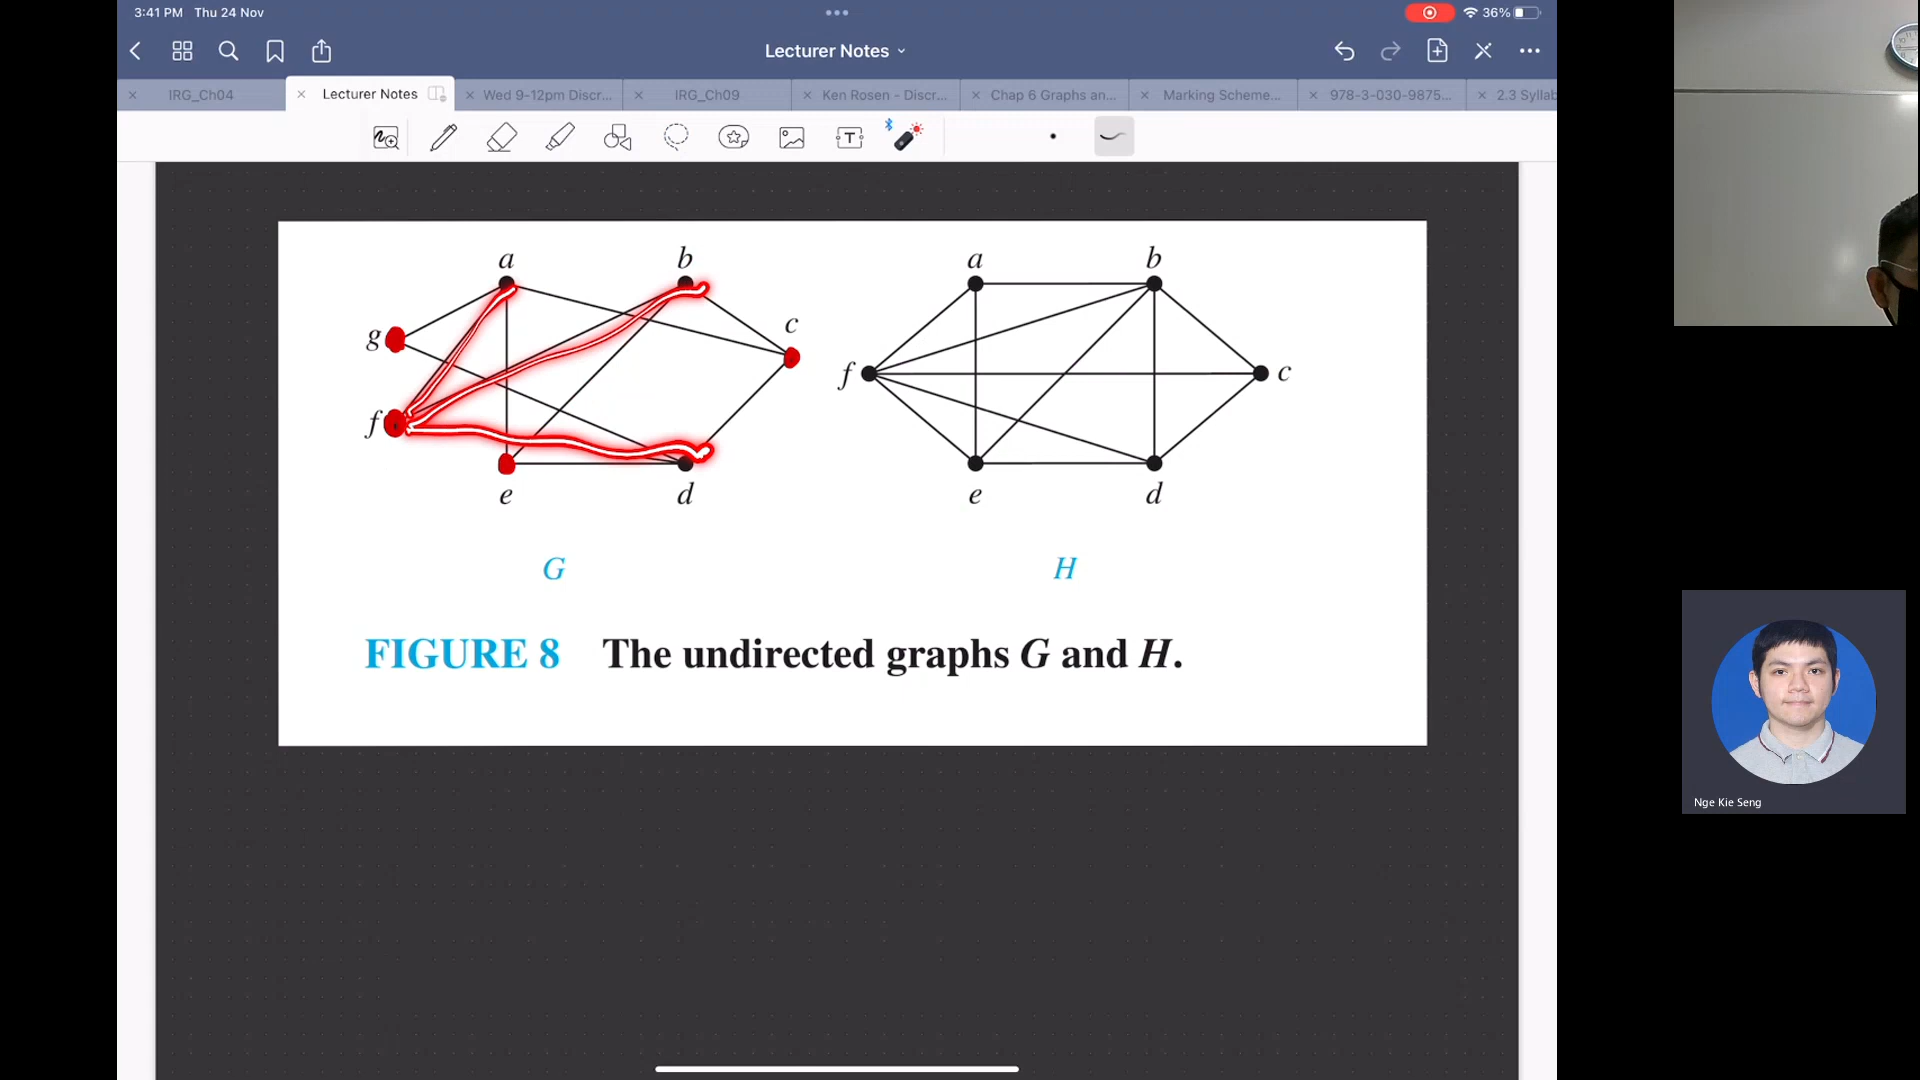 3:41 PM Thu 24 Nov
36%
Lecturer Notes
IRG_Ch04
Lecturer Notes
Wed 9-12pm Discr...
IRG_Ch09
Ken Rosen - Discr...
Chap 6 Graphs an...
Marking Scheme...
978-3-030-9875...
2.3 Syllab
T
a b
g c
f
e d
G
a b
f c
e d
H
FIGURE 8 The undirected graphs G and H.
Nge Kie Seng